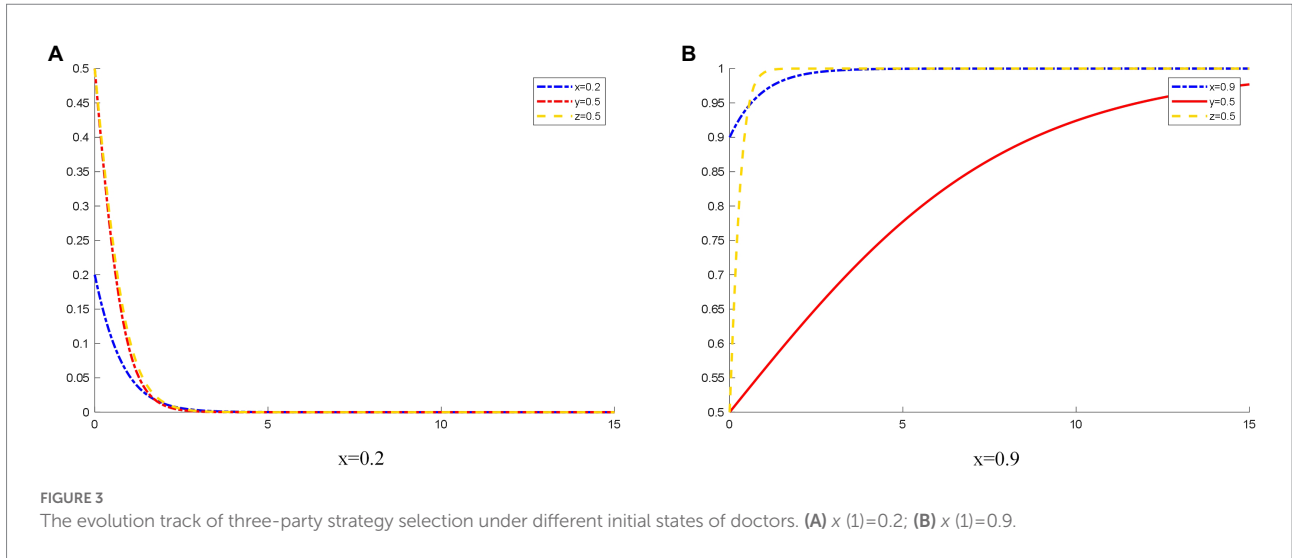 A
0.5
0.45
0.4
0.35
0.3
0.25
0.2
0.15
0.1
0.05
0
0 5 10 15
x=0.2
y=0.5
z=0.5
x=0.2
B
1
0.95
0.9
0.85
0.8
0.75
0.7
0.65
0.6
0.55
0.5
0 5 10 15
x=0.9
y=0.5
z=0.5
x=0.9
FIGURE 3
The evolution track of three-party strategy selection under different initial states of doctors. (A) x (1)=0.2; (B) x (1)=0.9.